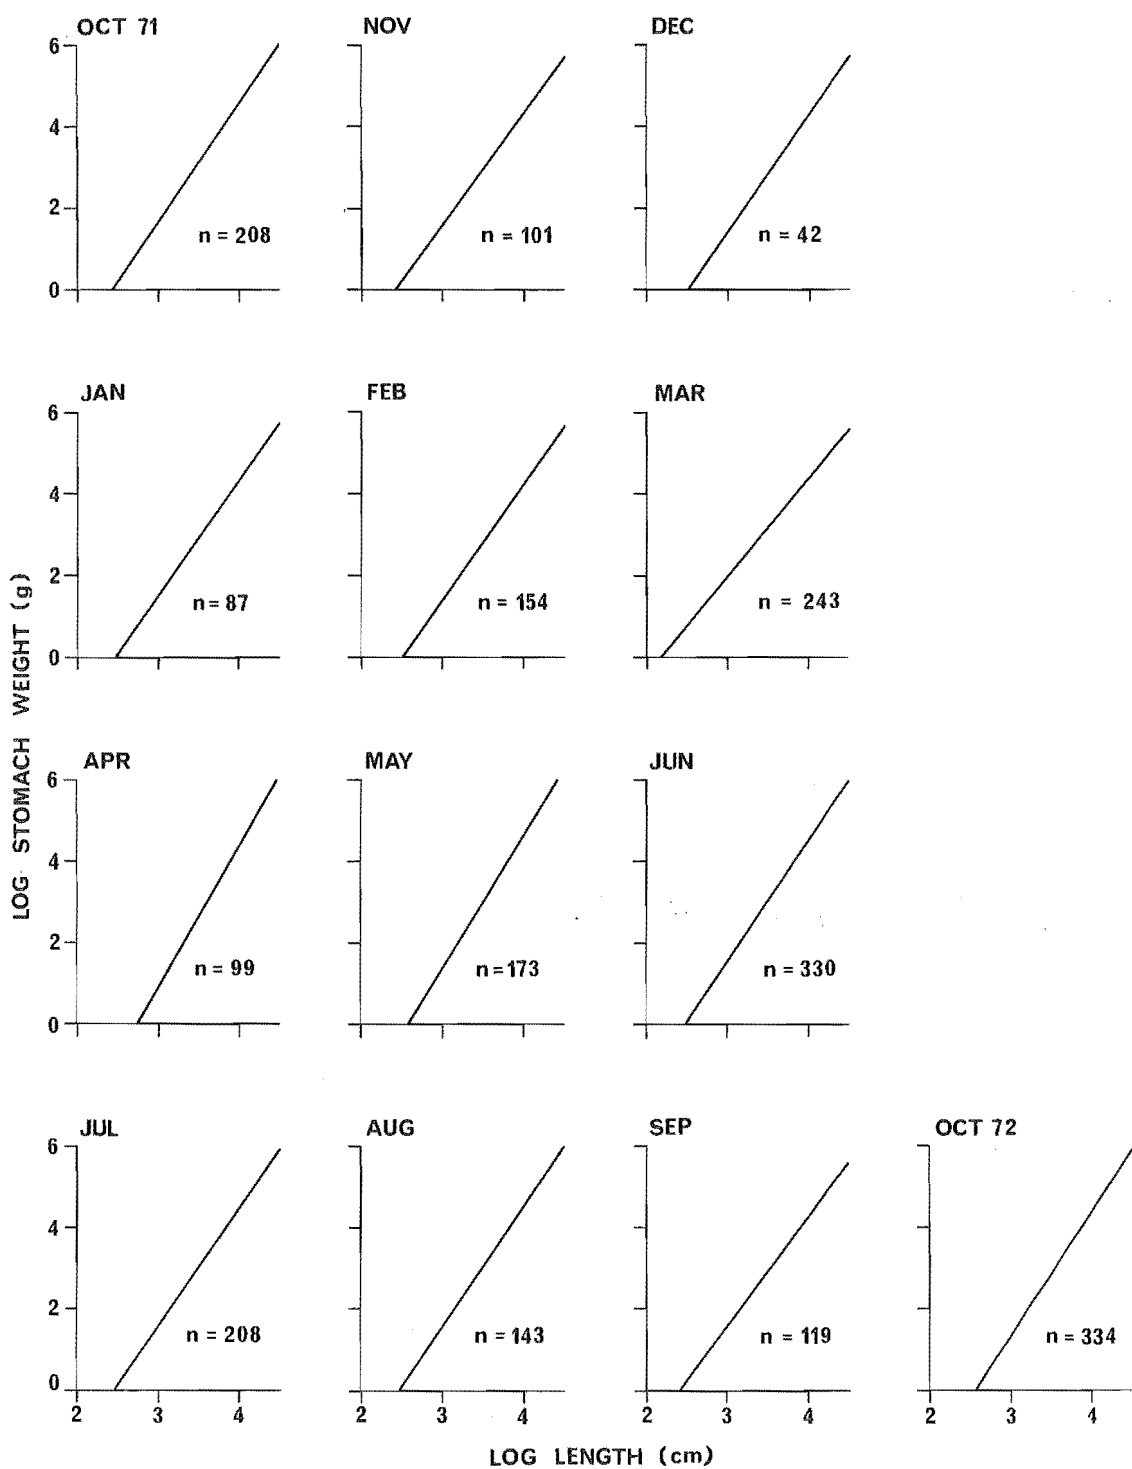 OCT 71 NOV DEC
6
4
2
0
n = 208 n = 101 n = 42
JAN FEB MAR
6
4
2
0
n = 87 n = 154 n = 243
APR MAY JUN
6
4
2
0
n = 99 n = 173 n = 330
JUL AUG SEP OCT 72
6
4
2
0
n = 208 n = 143 n = 119 n = 334
2 3 4 2 3 4 2 3 4 2 3 4
LOG STOMACH WEIGHT (g)
LOG LENGTH (cm)